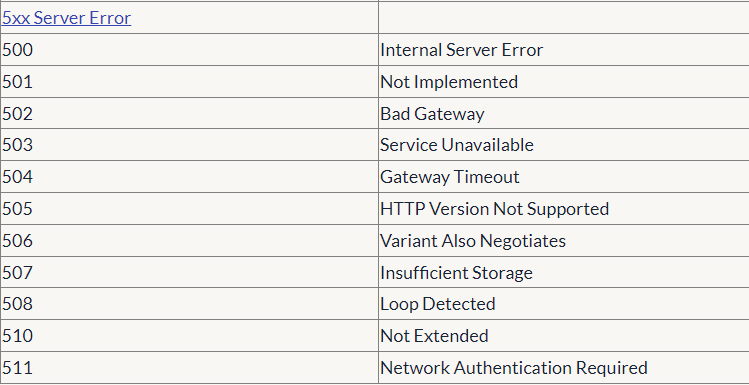 5xx Server Error
500 Internal Server Error
501 Not Implemented
502 Bad Gateway
503 Service Unavailable
504 Gateway Timeout
505 HTTP Version Not Supported
506 Variant Also Negotiates
507 Insufficient Storage
508 Loop Detected
510 Not Extended
511 Network Authentication Required